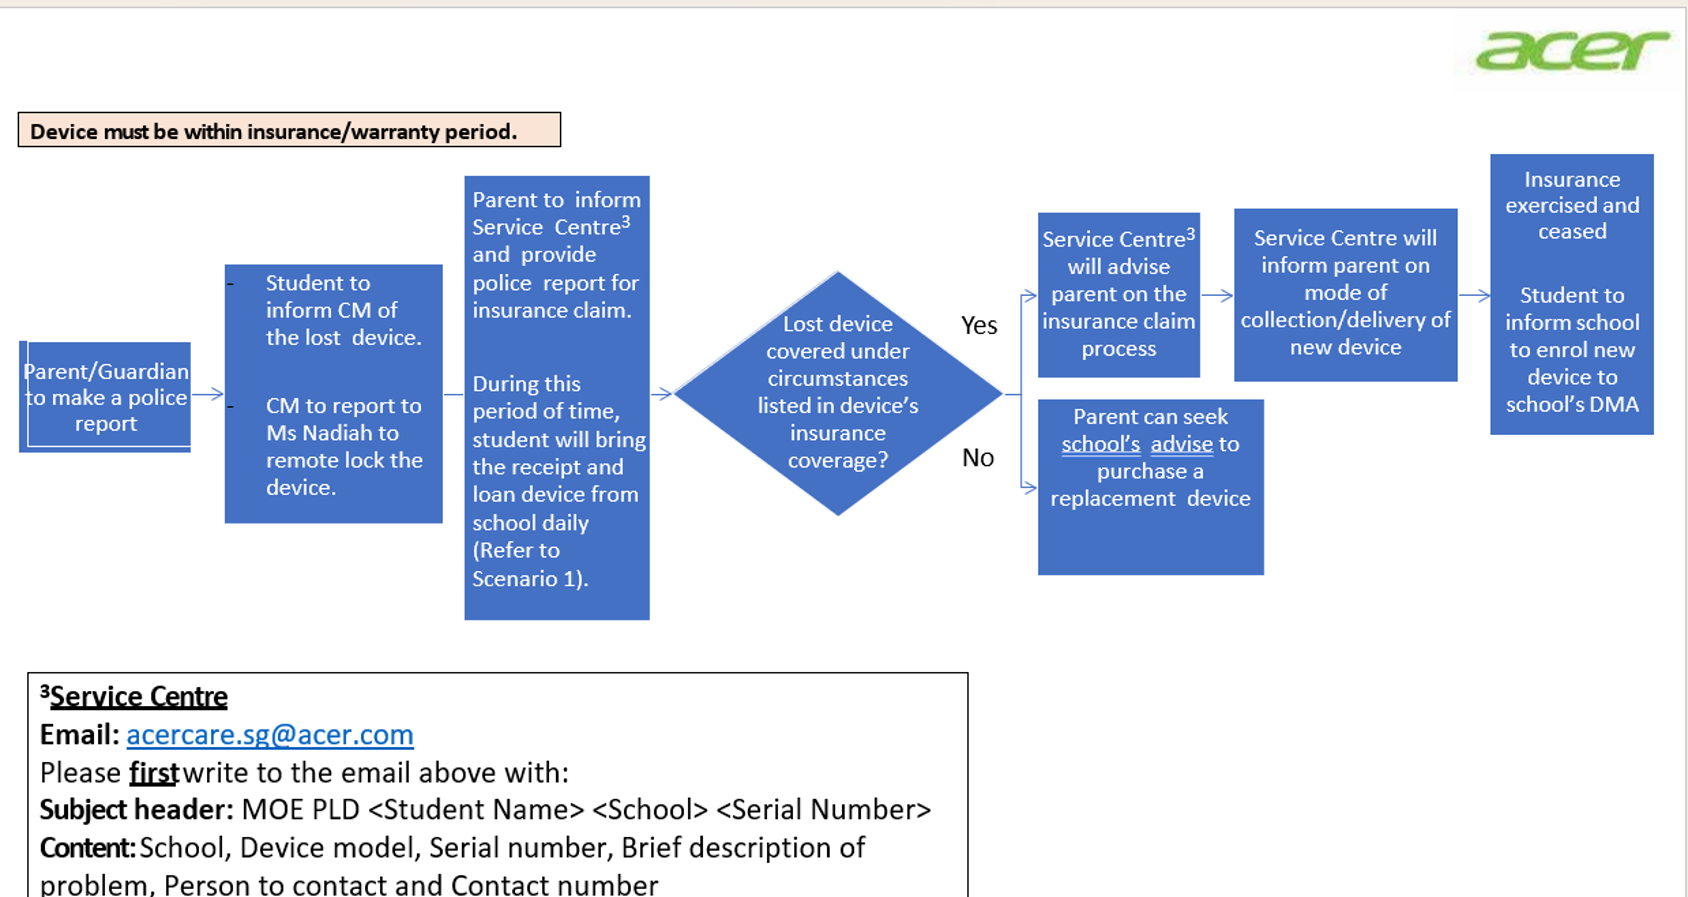 acer
Device must be within insurance/warranty period.
Parent/Guardian
to make a police
report
- Student to
inform CM of
the lost device.
- CM to report to
Ms Nadiah to
remote lock the
device.
Parent to inform
Service Centre3
and provide
police report for
insurance claim.
During this
period of time,
student will bring
the receipt and
loan device from
school daily
(Refer to
Scenario 1).
Lost device
covered under
circumstances
listed in device's
insurance
coverage?
Yes
No
Service Centre3
will advise
parent on the
insurance claim
process
Service Centre will
inform parent on
mode of
collection/delivery of
new device
Insurance
exercised and
ceased
Student to
inform school
to enrol new
device to
school's DMA
Parent can seek
school's advise to
purchase a
replacement device
3Service Centre
Email: acercare.sg@acer.com
Please first write to the email above with:
Subject header: MOE PLD <Student Name> <School> <Serial Number>
Content: School, Device model, Serial number, Brief description of
problem, Person to contact and Contact number